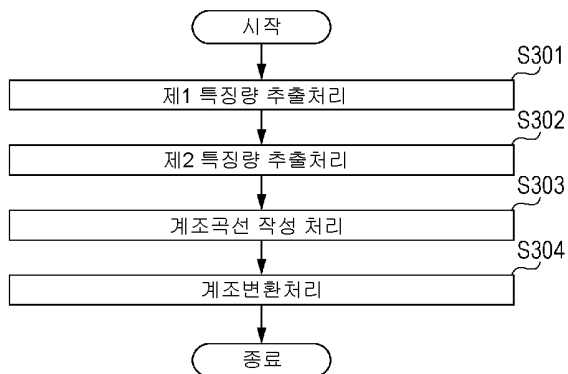 시작
S301
제1 특징량 추출처리
S302
제2 특징량 추출처리
S303
계조곡선 작성 처리
S304
계조변환처리
종료